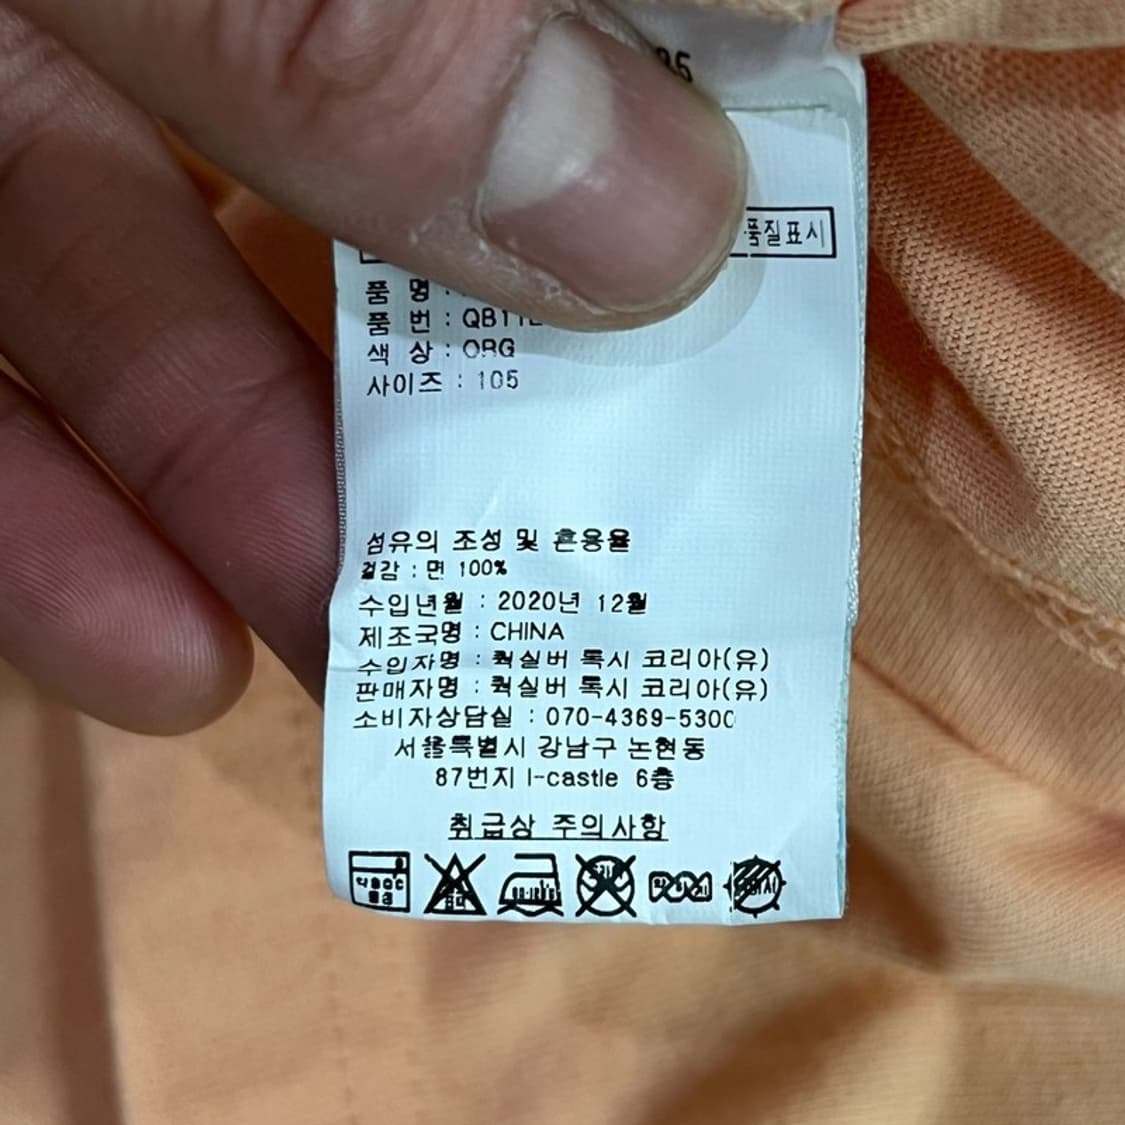 품질표시
품 명 :
품 번 : QB11
색 상 : ORG
사이즈 : 105
섬유의 조성 및 혼용율
겉감 : 면 100%
수입년월 : 2020년 12월
제조국명 : CHINA
수입자명 : 퀵실버 록시 코리아(유)
판매자명 : 퀵실버 록시 코리아(유)
소비자상담실 : 070-4369-5300
서울특별시 강남구 논현동
87번지 I-castle 6층
취급상 주의사항